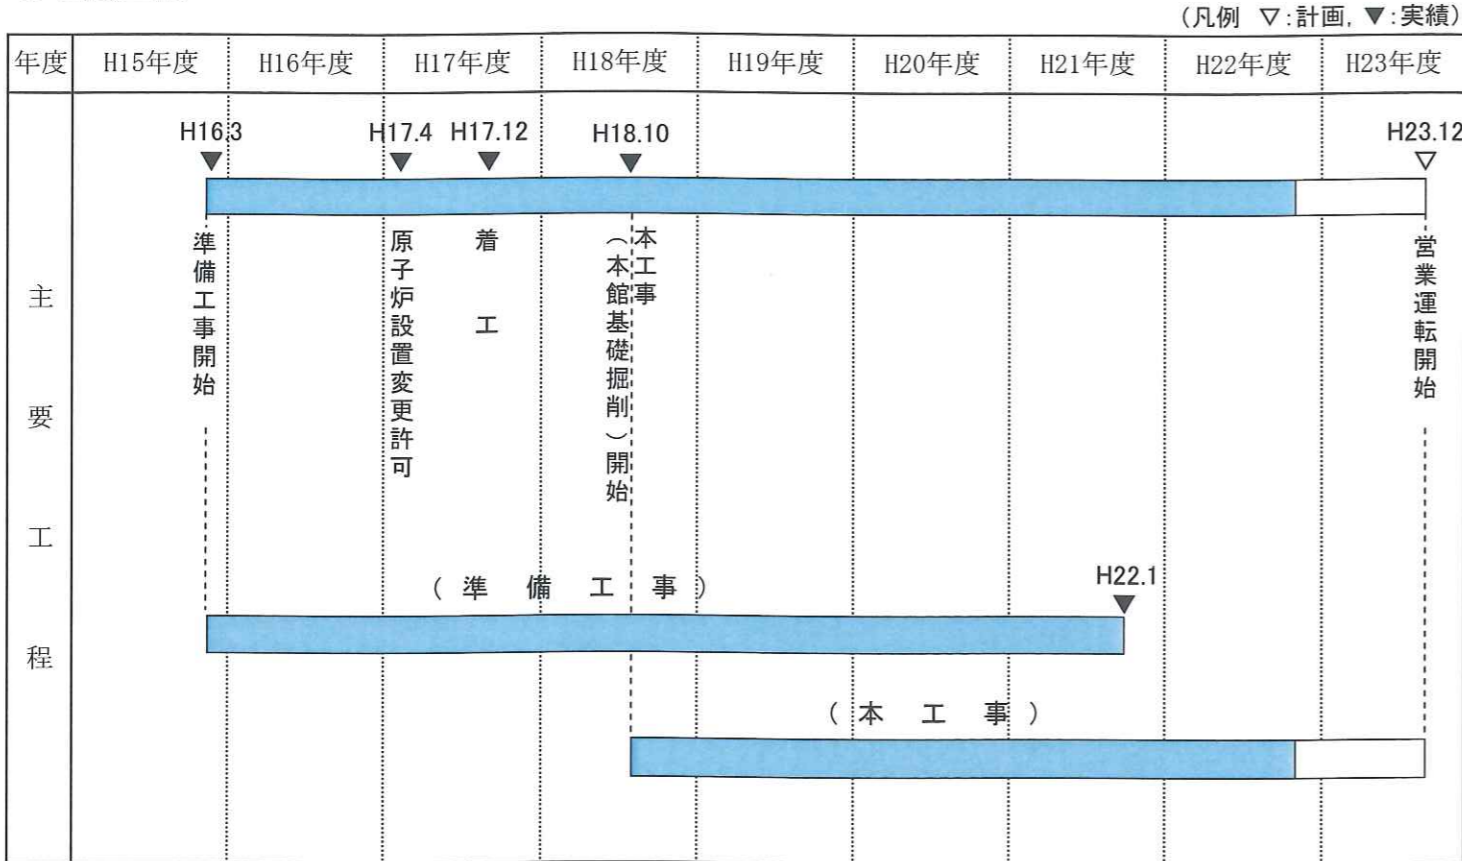 (凡例 ▽:計画, ▼:実績)
年度 H15年度 H16年度 H17年度 H18年度 H19年度 H20年度 H21年度 H22年度 H23年度
主要工程
H16.3 H17.4 H17.12 H18.10 H23.12
▼ ▼ ▼ ▼ ▽
準備工事開始
原子炉設置変更許可
着工
本工事
(本館基礎掘削)開始
営業運転開始
(準備工事)
H22.1
▼
(本工事)